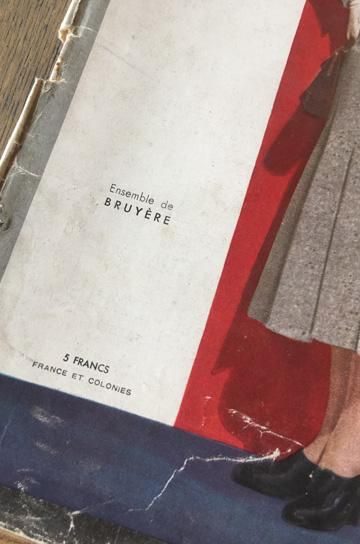 Ensemble de
BRUYÈRE
5 FRANCS
FRANCE ET COLONIES